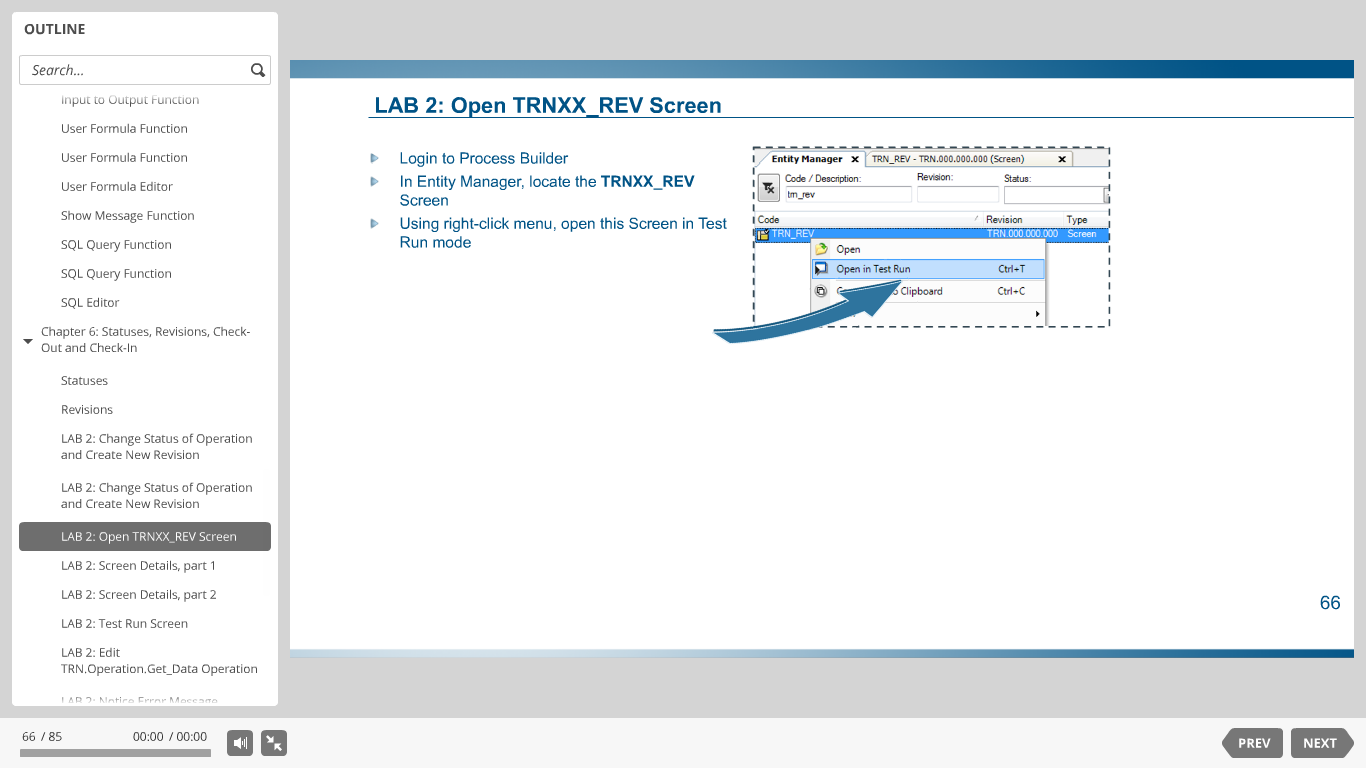 OUTLINE
Search...
Input to Output Function
User Formula Function
User Formula Function
User Formula Editor
Show Message Function
SQL Query Function
SQL Query Function
SQL Editor
Chapter 6: Statuses, Revisions, Check-
Out and Check-In
Statuses
Revisions
LAB 2: Change Status of Operation
and Create New Revision
LAB 2: Change Status of Operation
and Create New Revision
LAB 2: Open TRNXX_REV Screen
LAB 2: Screen Details, part 1
LAB 2: Screen Details, part 2
LAB 2: Test Run Screen
LAB 2: Edit
TRN.Operation.Get_Data Operation
LAB 2: Notice Error Message
LAB 2: Open TRNXX_REV Screen
Login to Process Builder
In Entity Manager, locate the TRNXX_REV
Screen
Using right-click menu, open this Screen in Test
Run mode
Entity Manager TRN_REV - TRN.000.000.000 (Screen)
Code / Description: Revision: Status:
trn_rev
Code Revision Type
TRN_REV TRN.000.000.000 Screen
Open
Open in Test Run Ctrl+T
Clipboard Ctrl+C
66
66 / 85 00:00 / 00:00
PREV NEXT